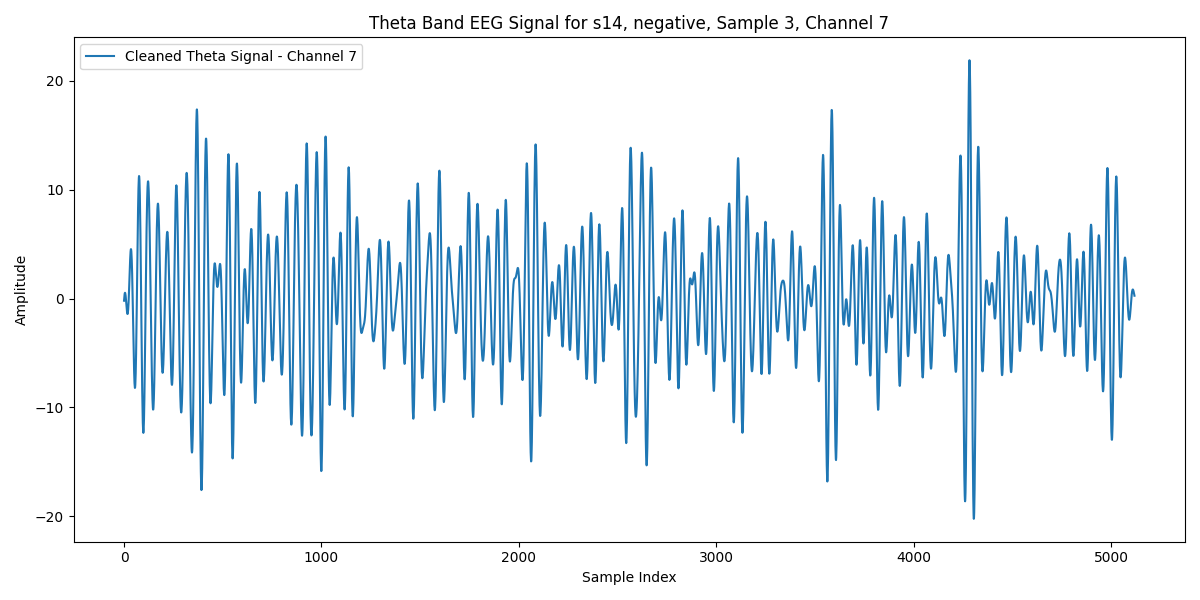 Theta Band EEG Signal for s14, negative, Sample 3, Channel 7
Cleaned Theta Signal - Channel 7
20
10
0
−10
−20
Amplitude
0 1000 2000 3000 4000 5000
Sample Index